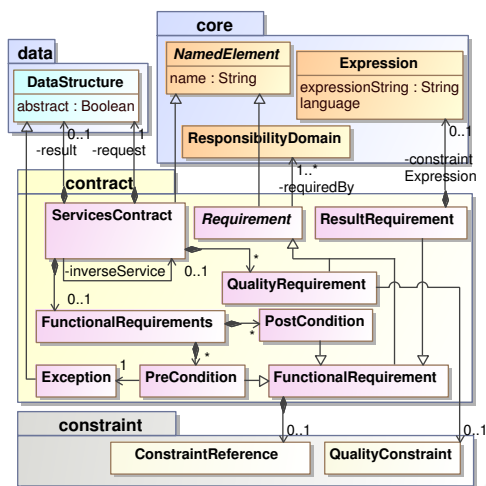 core
data
NamedElement
name : String
Expression
expressionString : String
language
DataStructure
abstract : Boolean
ResponsibilityDomain
0..1
1
-result
-request
0..1
1..*
-requiredBy
-constraint
Expression
contract
ServicesContract
Requirement
ResultRequirement
-inverseService
0..1
*
QualityRequirement
0..1
FunctionalRequirements
*
PostCondition
*
Exception
1
PreCondition
FunctionalRequirement
constraint
0..1
0..1
ConstraintReference
QualityConstraint